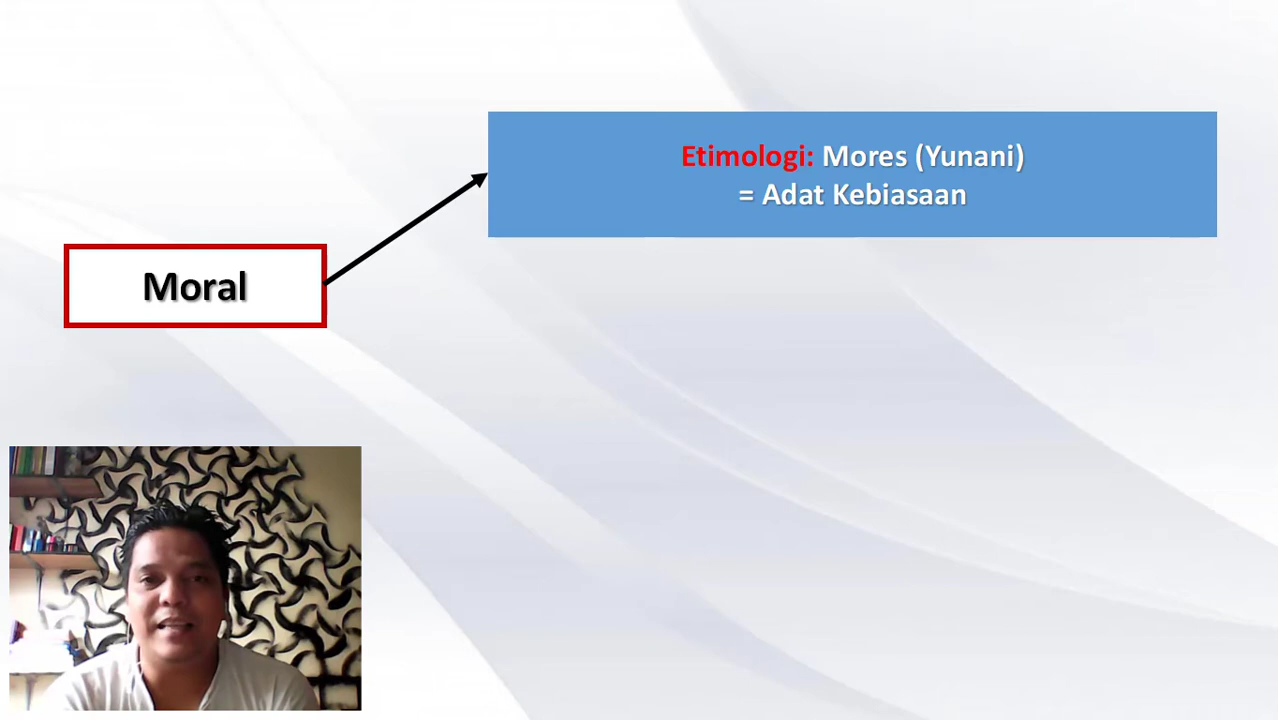 Etimologi: Mores (Yunani)
= Adat Kebiasaan
Moral